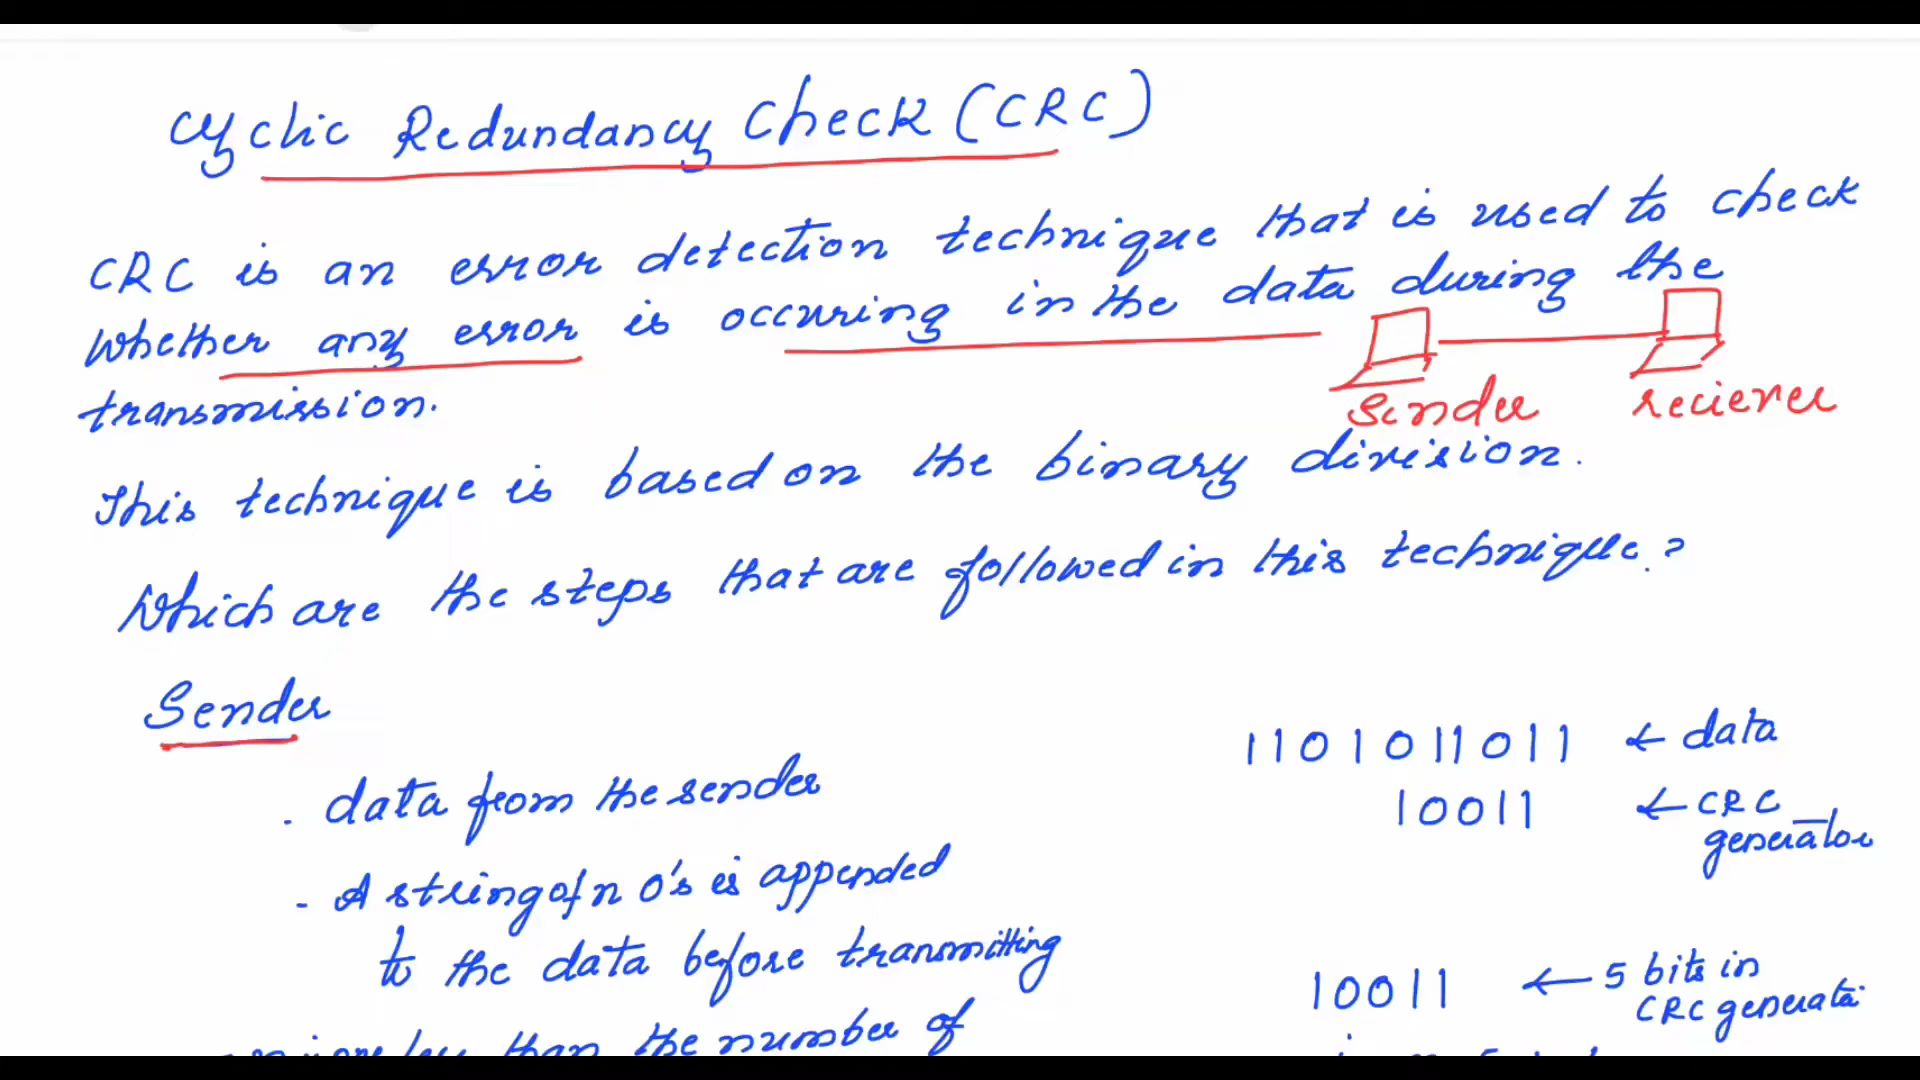 Cyclic Redundancy Check (CRC)
CRC is an error detection technique that is used to check
whether any error is occuring in the data during the
transmission.
Sender reciever
This technique is based on the binary division.
Which are the steps that are followed in this technique?
Sender
1101011011 ← data
. data from the sender
10011 ← CRC
generator
- A string of n 0's is appended
to the data before transmitting
10011 ← 5 bits in
CRC generator
than the number of